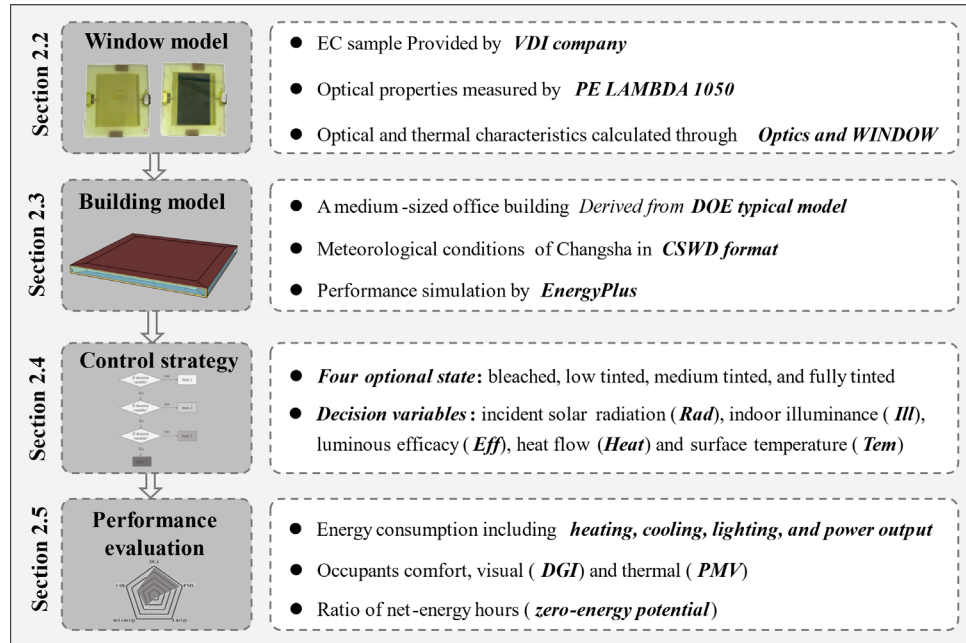 Section 2.2
Window model
EC sample Provided by VDI company
Optical properties measured by PE LAMBDA 1050
Optical and thermal characteristics calculated through Optics and WINDOW
Section 2.3
Building model
A medium -sized office building Derived from DOE typical model
Meteorological conditions of Changsha in CSWD format
Performance simulation by EnergyPlus
Section 2.4
Control strategy
Four optional state: bleached, low tinted, medium tinted, and fully tinted
Decision variables: incident solar radiation (Rad), indoor illuminance ( Ill),
luminous efficacy ( Eff), heat flow (Heat) and surface temperature ( Tem)
Section 2.5
Performance
evaluation
PMV
Energy consumption including heating, cooling, lighting, and power output
Occupants comfort, visual ( DGI) and thermal ( PMV)
Ratio of net-energy hours ( zero-energy potential)